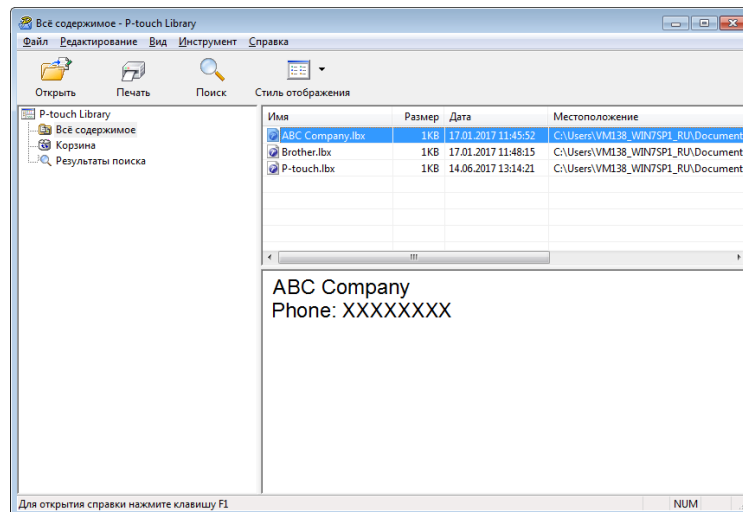 Всё содержимое - P-touch Library
Файл Редактирование Вид Инструмент Справка
Открыть Печать Поиск Стиль отображения
P-touch Library
Всё содержимое
Корзина
Результаты поиска
Имя Размер Дата Местоположение
ABC Company.lbx 1KB 17.01.2017 11:45:52 C:\Users\VM138_WIN7SP1_RU\Document
Brother.lbx 1KB 17.01.2017 11:48:15 C:\Users\VM138_WIN7SP1_RU\Document
P-touch.lbx 1KB 14.06.2017 13:14:21 C:\Users\VM138_WIN7SP1_RU\Document
ABC Company
Phone: XXXXXXXX
Для открытия справки нажмите клавишу F1 NUM